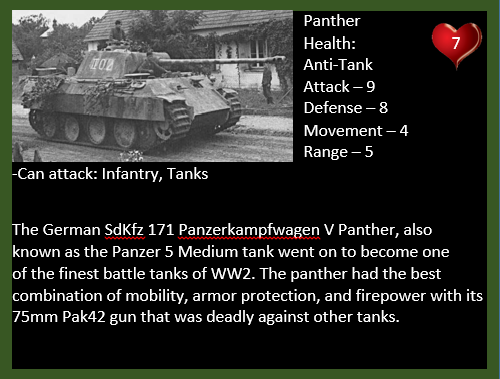 Panther
Health:
7
Anti-Tank
Attack – 9
Defense – 8
Movement – 4
Range – 5
-Can attack: Infantry, Tanks
The German SdKfz 171 Panzerkampfwagen V Panther, also
known as the Panzer 5 Medium tank went on to become one
of the finest battle tanks of WW2. The panther had the best
combination of mobility, armor protection, and firepower with its
75mm Pak42 gun that was deadly against other tanks.